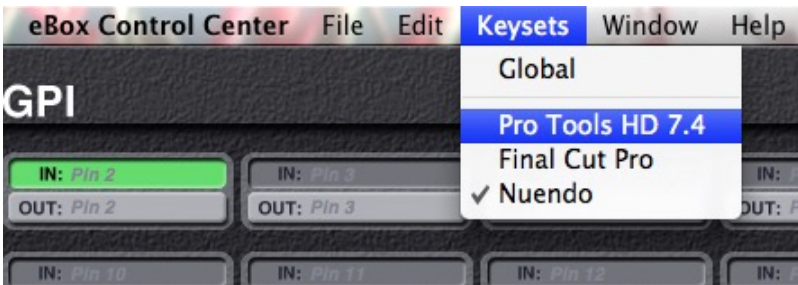 eBox Control Center File Edit Keysets Window Help
Global
GPI
Pro Tools HD 7.4
Final Cut Pro
Nuendo
IN: Pin 2 IN: Pin 3 IN:
OUT: Pin 2 OUT: Pin 3 OUT:
IN: Pin 10 IN: Pin 11 IN: Pin 12 IN: